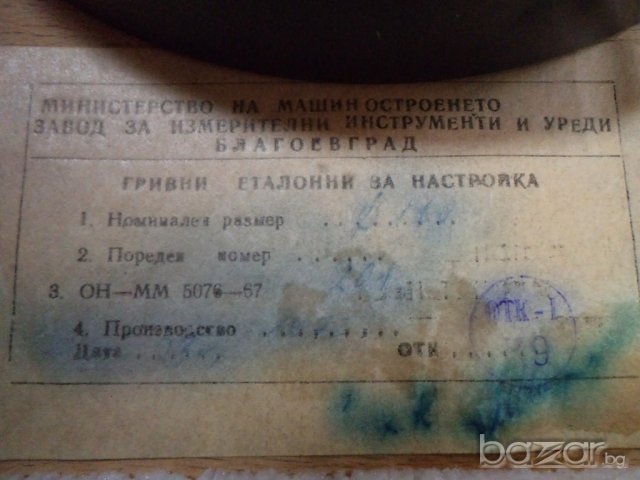 МИНИСТЕРСТВО НА МАШИНОСТРОЕНЕТО
ЗАВОД ЗА ИЗМЕРИТЕЛНИ ИНСТРУМЕНТИ И УРЕДИ
БЛАГОЕВГРАД
ГРИВНИ ЕТАЛОННИ ЗА НАСТРОЙКА
1. Номинален размер
2. Пореден номер
3. ОН—ММ 5076—67
4. Производство
Дата ОТК
ОТК-1
bazar.bg